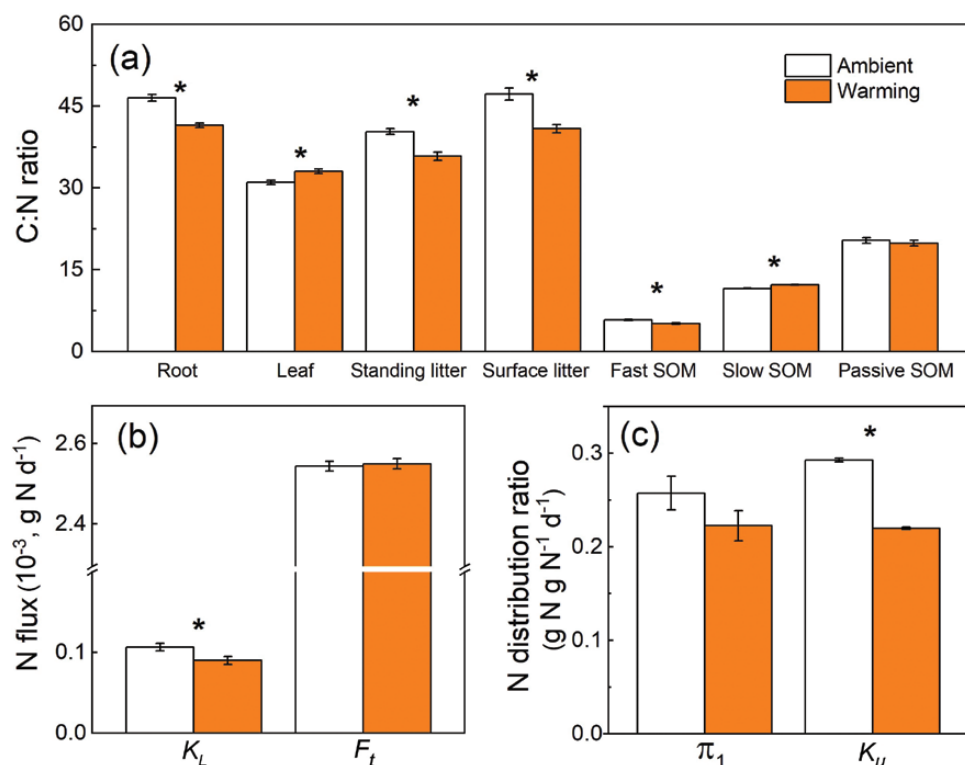 (a)
Ambient
Warming
C:N ratio
60
45
30
15
0
* * * * * *
Root Leaf Standing litter Surface litter Fast SOM Slow SOM Passive SOM
(b)
N flux (10⁻³, g N d⁻¹)
2.6
2.4
0.1
0.0
*
K_L F_t
(c)
N distribution ratio
(g N g N⁻¹ d⁻¹)
0.3
0.2
0.1
0.0
*
π₁ K_u